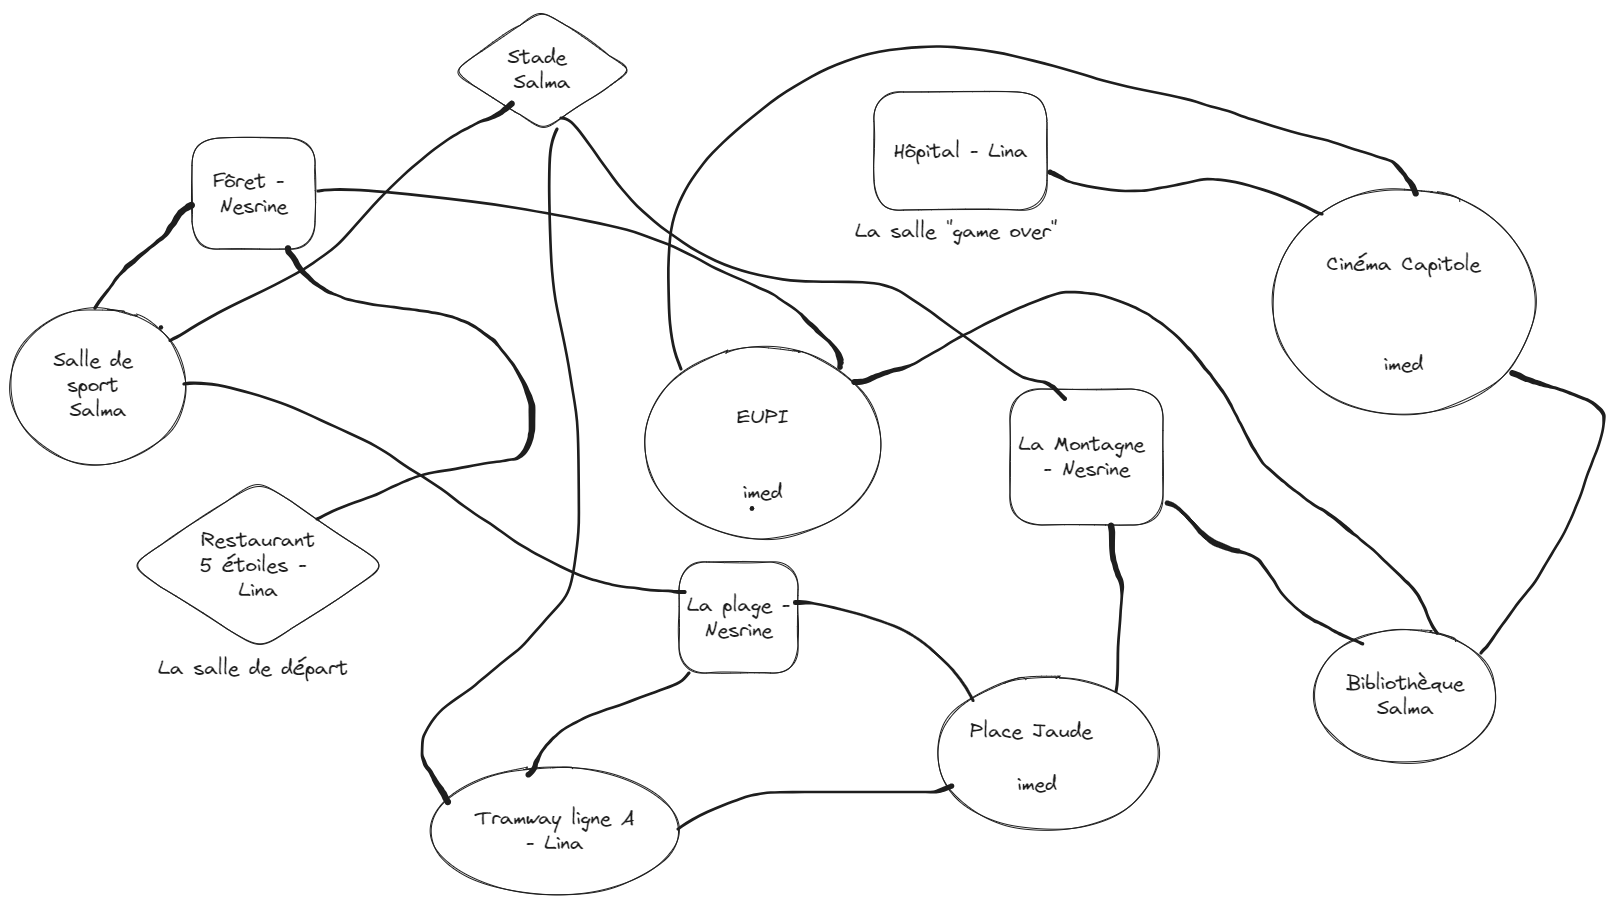 Stade
Salma
Hôpital - Lina
La salle "game over"
Fôret -
Nesrine
Cinéma Capitole
imed
Salle de
sport
Salma
EUPI
imed
La Montagne
- Nesrine
Restaurant
5 étoiles -
Lina
La salle de départ
La plage -
Nesrine
Bibliothèque
Salma
Place Jaude
imed
Tramway ligne A
- Lina